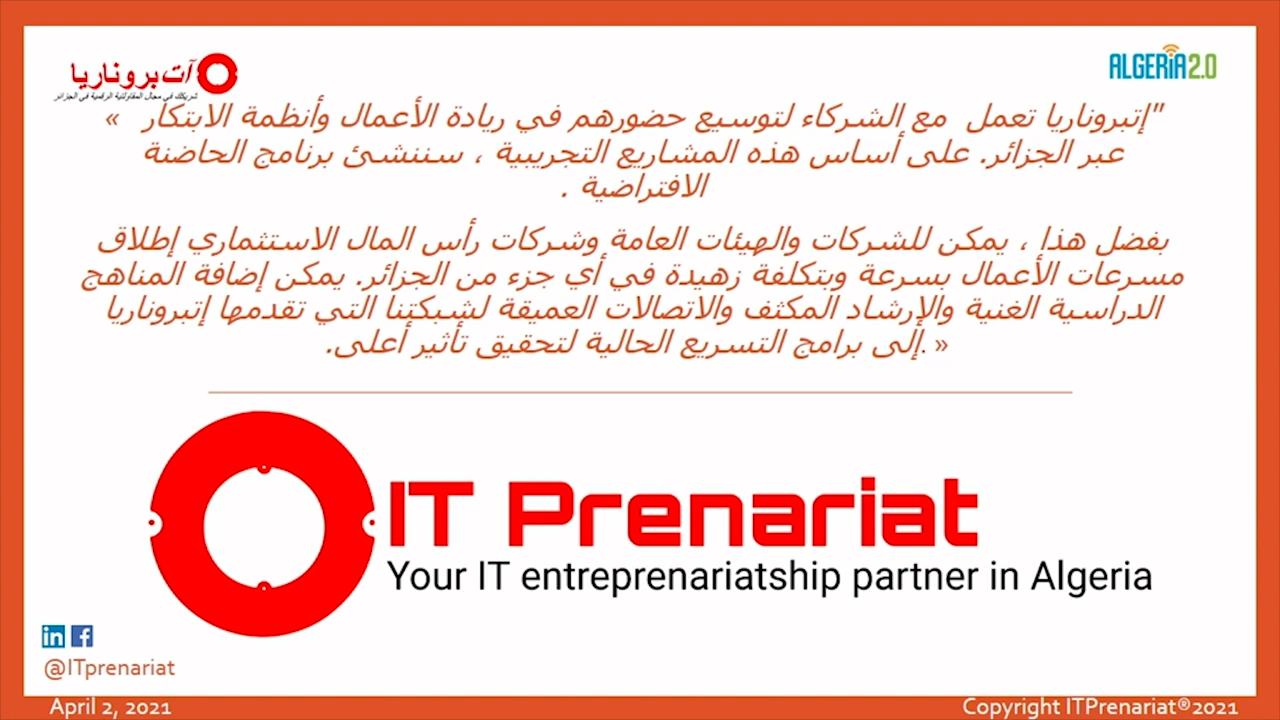 آت بروناريا
شريكك في مجال المقاولاتية الرقمية في الجزائر
ALGERIA2.0
"إتبروناريا تعمل مع الشركاء لتوسيع حضورهم في ريادة الأعمال وأنظمة الابتكار «
عبر الجزائر. على أساس هذه المشاريع التجريبية ، سننشئ برنامج الحاضنة
الافتراضية .
بفضل هذا ، يمكن للشركات والهيئات العامة وشركات رأس المال الاستثماري إطلاق
مسرعات الأعمال بسرعة وبتكلفة زهيدة في أي جزء من الجزائر. يمكن إضافة المناهج
الدراسية الغنية والإرشاد المكثف والاتصالات العميقة لشبكتنا التي تقدمها إتبروناريا
» .إلى برامج التسريع الحالية لتحقيق تأثير أعلى.
IT Prenariat
Your IT entreprenariatship partner in Algeria
in f
@ITprenariat
April 2, 2021
Copyright ITPrenariat®2021